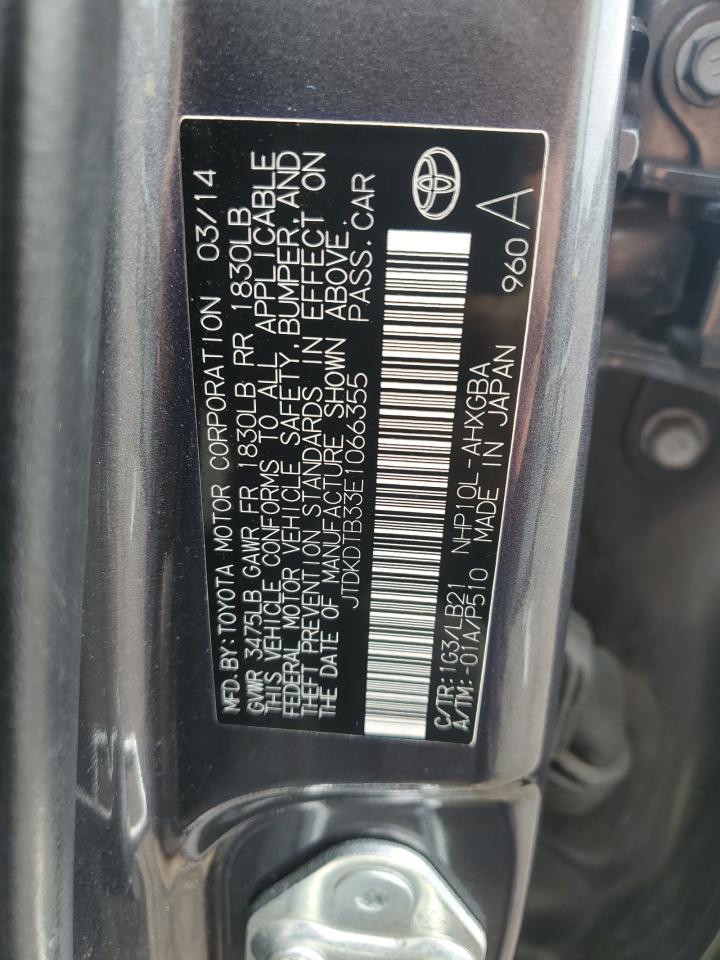 MFD. BY: TOYOTA MOTOR CORPORATION 03/14
GVWR 3475LB GAWR FR 1830LB RR 1830LB
THIS VEHICLE CONFORMS TO ALL APPLICABLE
FEDERAL MOTOR VEHICLE SAFETY, BUMPER, AND
THEFT PREVENTION STANDARDS IN EFFECT ON
THE DATE OF MANUFACTURE SHOWN ABOVE.
JTDKDTB33E1066355 PASS. CAR
C/TR: 1G3/LB21 NHP10L-AHXGBA 960 A
A/TM: -01A/P510 MADE IN JAPAN